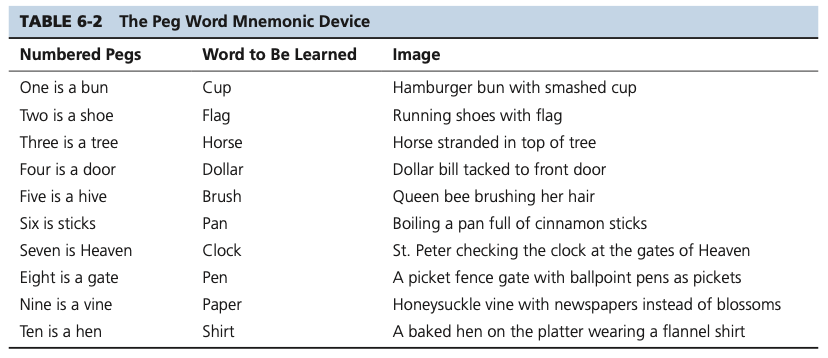 TABLE 6-2 The Peg Word Mnemonic Device
Numbered Pegs Word to Be Learned Image
One is a bun Cup Hamburger bun with smashed cup
Two is a shoe Flag Running shoes with flag
Three is a tree Horse Horse stranded in top of tree
Four is a door Dollar Dollar bill tacked to front door
Five is a hive Brush Queen bee brushing her hair
Six is sticks Pan Boiling a pan full of cinnamon sticks
Seven is Heaven Clock St. Peter checking the clock at the gates of Heaven
Eight is a gate Pen A picket fence gate with ballpoint pens as pickets
Nine is a vine Paper Honeysuckle vine with newspapers instead of blossoms
Ten is a hen Shirt A baked hen on the platter wearing a flannel shirt